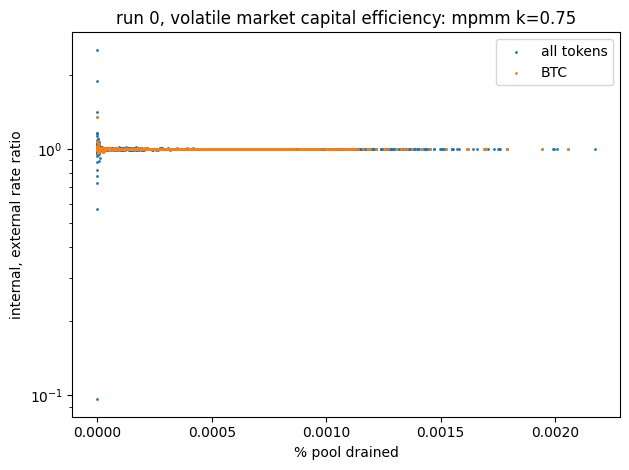 run 0, volatile market capital efficiency: mpmm k=0.75
all tokens
BTC
internal, external rate ratio
10⁰
10⁻¹
0.0000 0.0005 0.0010 0.0015 0.0020
% pool drained